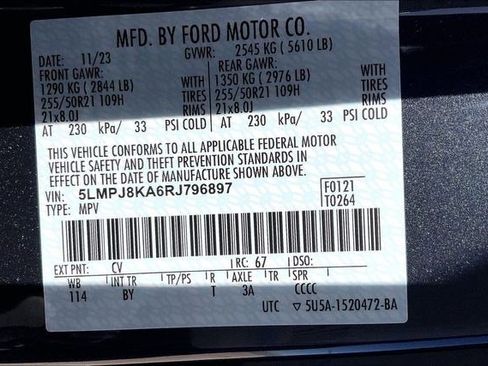 MFD. BY FORD MOTOR CO.
DATE: 11/23 GVWR: 2545 KG ( 5610 LB)
FRONT GAWR: REAR GAWR:
1290 KG ( 2844 LB) WITH 1350 KG ( 2976 LB) WITH
255/50R21 109H TIRES 255/50R21 109H TIRES
21x8.0J RIMS 21x8.0J RIMS
AT 230 kPa/ 33 PSI COLD AT 230 kPa/ 33 PSI COLD
THIS VEHICLE CONFORMS TO ALL APPLICABLE FEDERAL MOTOR
VEHICLE SAFETY AND THEFT PREVENTION STANDARDS IN
EFFECT ON THE DATE OF MANUFACTURE SHOWN ABOVE.
VIN: 5LMPJ8KA6RJ796897 F0121
TYPE: MPV T0264
EXT PNT: CV RC: 67 DSO:
WB INT TR TP/PS R AXLE TR SPR
114 BY T 3A CCCC
UTC ▽ 5U5A-1520472-BA